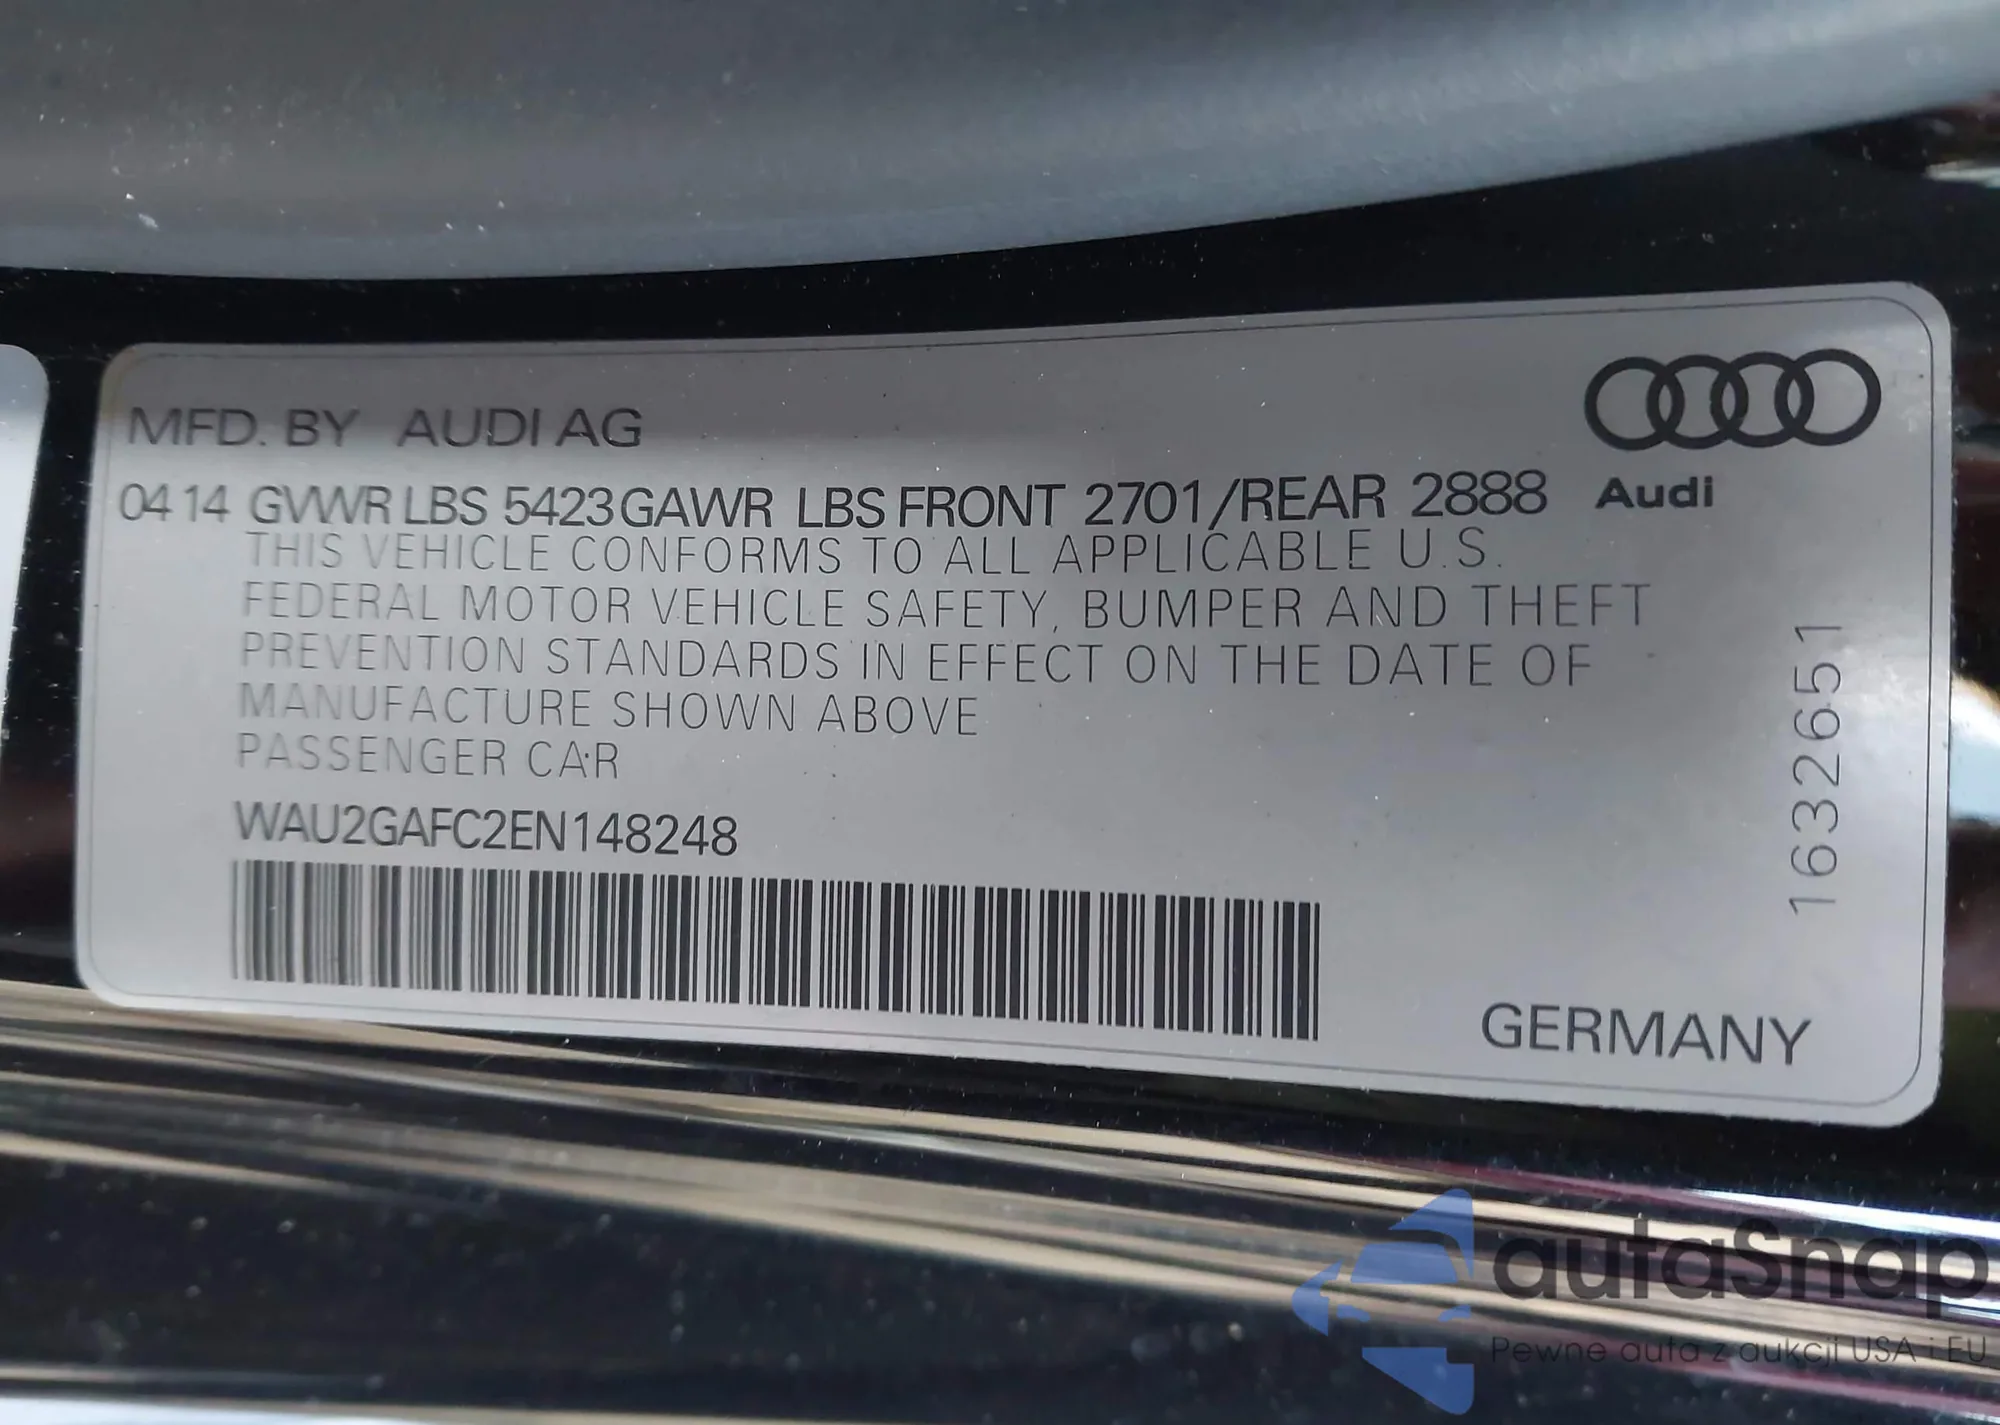 MFD. BY AUDI AG
04 14 GVWR LBS 5423 GAWR LBS FRONT 2701/REAR 2888 Audi
THIS VEHICLE CONFORMS TO ALL APPLICABLE U.S.
FEDERAL MOTOR VEHICLE SAFETY, BUMPER AND THEFT
PREVENTION STANDARDS IN EFFECT ON THE DATE OF
MANUFACTURE SHOWN ABOVE
PASSENGER CAR
WAU2GAFC2EN148248
1632651
GERMANY
autaSnap
Pewne auta z aukcji USA i EU